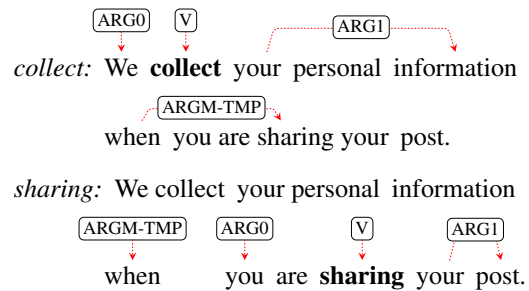 ARG0 V ARG1
collect: We collect your personal information
ARGM-TMP
when you are sharing your post.
sharing: We collect your personal information
ARGM-TMP ARG0 V ARG1
when you are sharing your post.